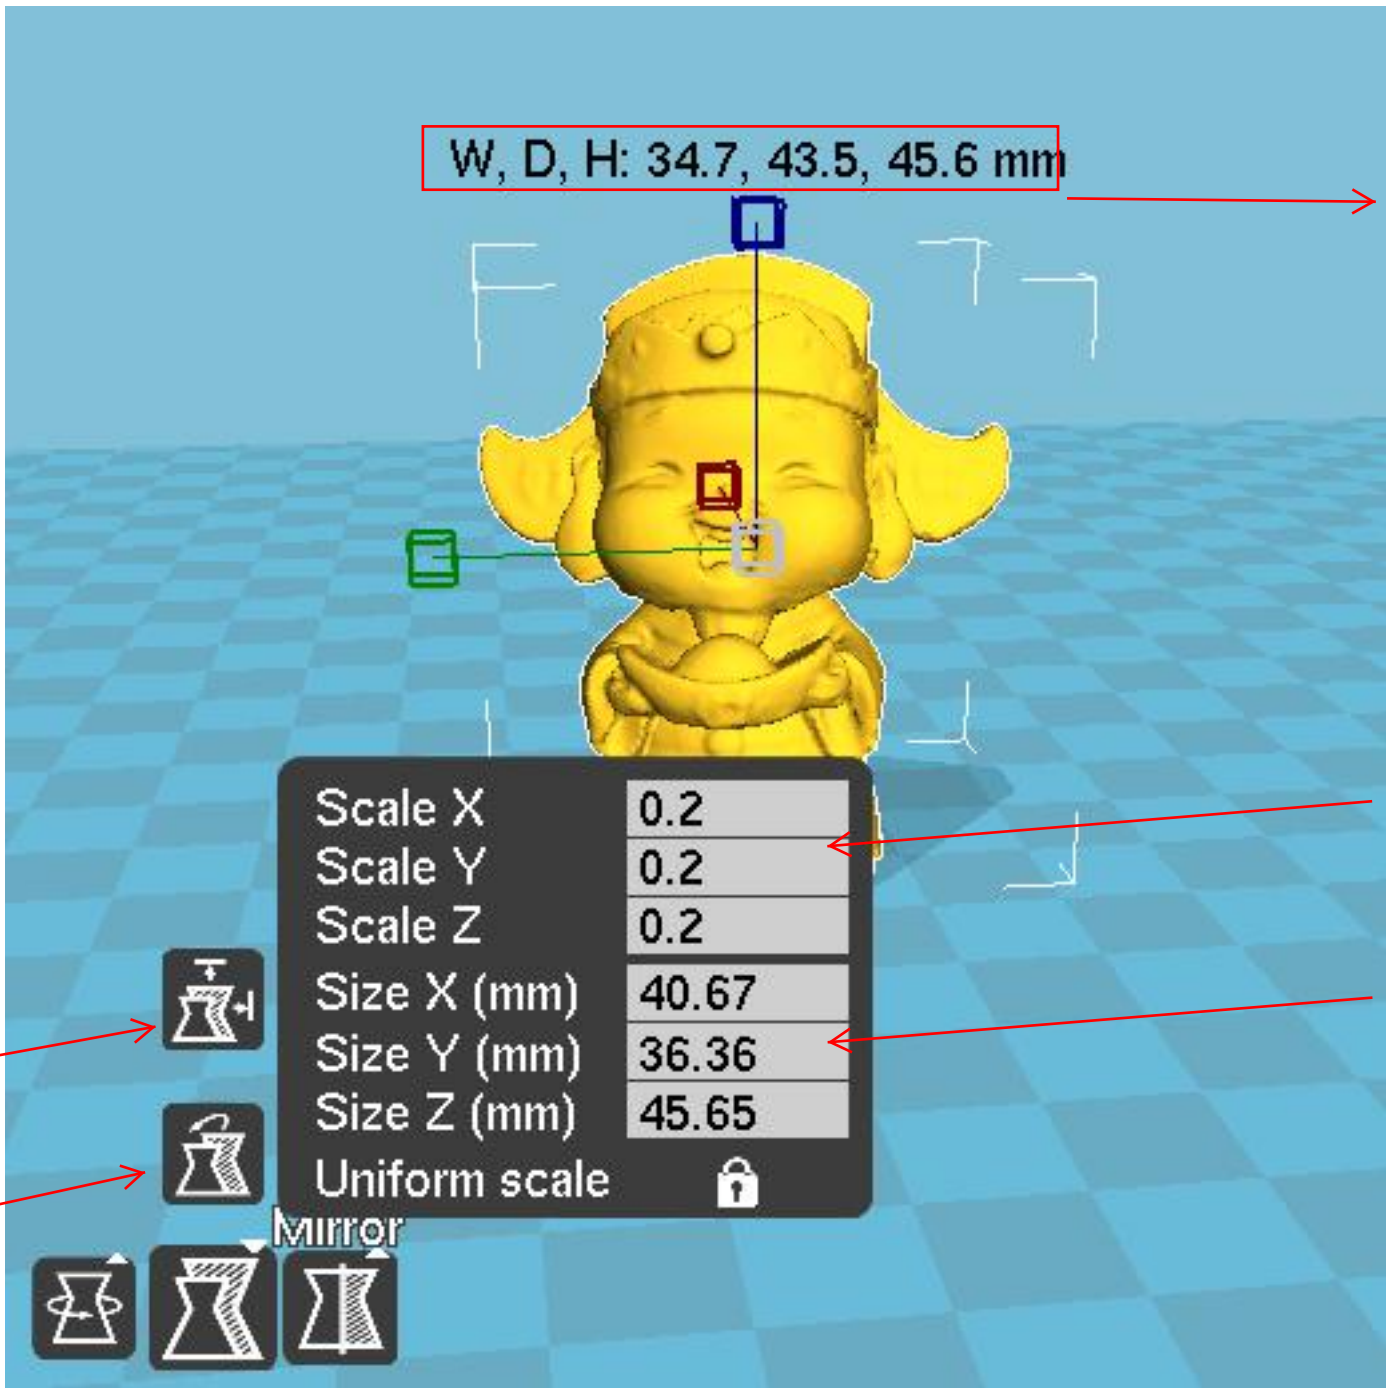 W, D, H: 34.7, 43.5, 45.6 mm
Scale X 0.2
Scale Y 0.2
Scale Z 0.2
Size X (mm) 40.67
Size Y (mm) 36.36
Size Z (mm) 45.65
Uniform scale
Mirror